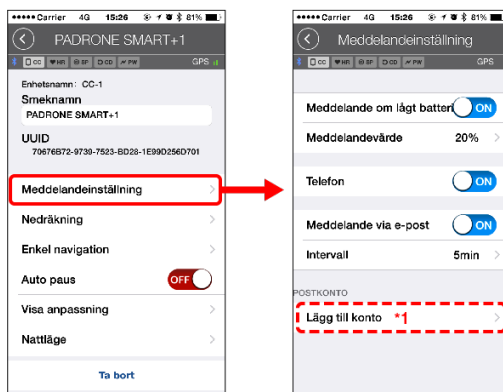 Carrier 4G 15:26 81%
PADRONE SMART+1
CC HR SP CD PW GPS
Enhetsnamn: CC-1
Smeknamn
PADRONE SMART+1
UUID
70676B72-9739-7523-BD28-1E99D256D701
Meddelandeinställning
Nedräkning
Enkel navigation
Auto paus OFF
Visa anpassning
Nattläge
Ta bort
Carrier 4G 15:26 81%
Meddelandeinställning
CC HR SP CD PW GPS
Meddelande om lågt batteri ON
Meddelandevärde 20%
Telefon ON
Meddelande via e-post ON
Intervall 5min
POSTKONTO
Lägg till konto *1